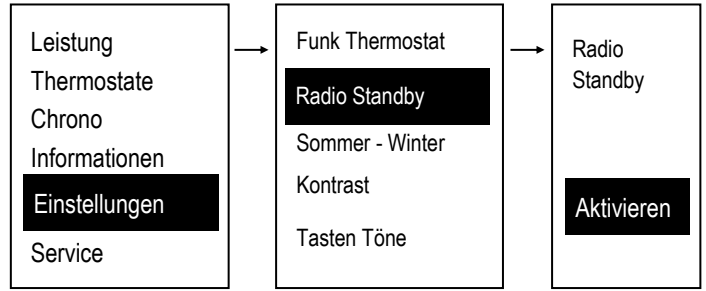 Leistung
Thermostate
Chrono
Informationen
Einstellungen
Service
Funk Thermostat
Radio Standby
Sommer - Winter
Kontrast
Tasten Töne
Radio
Standby
Aktivieren